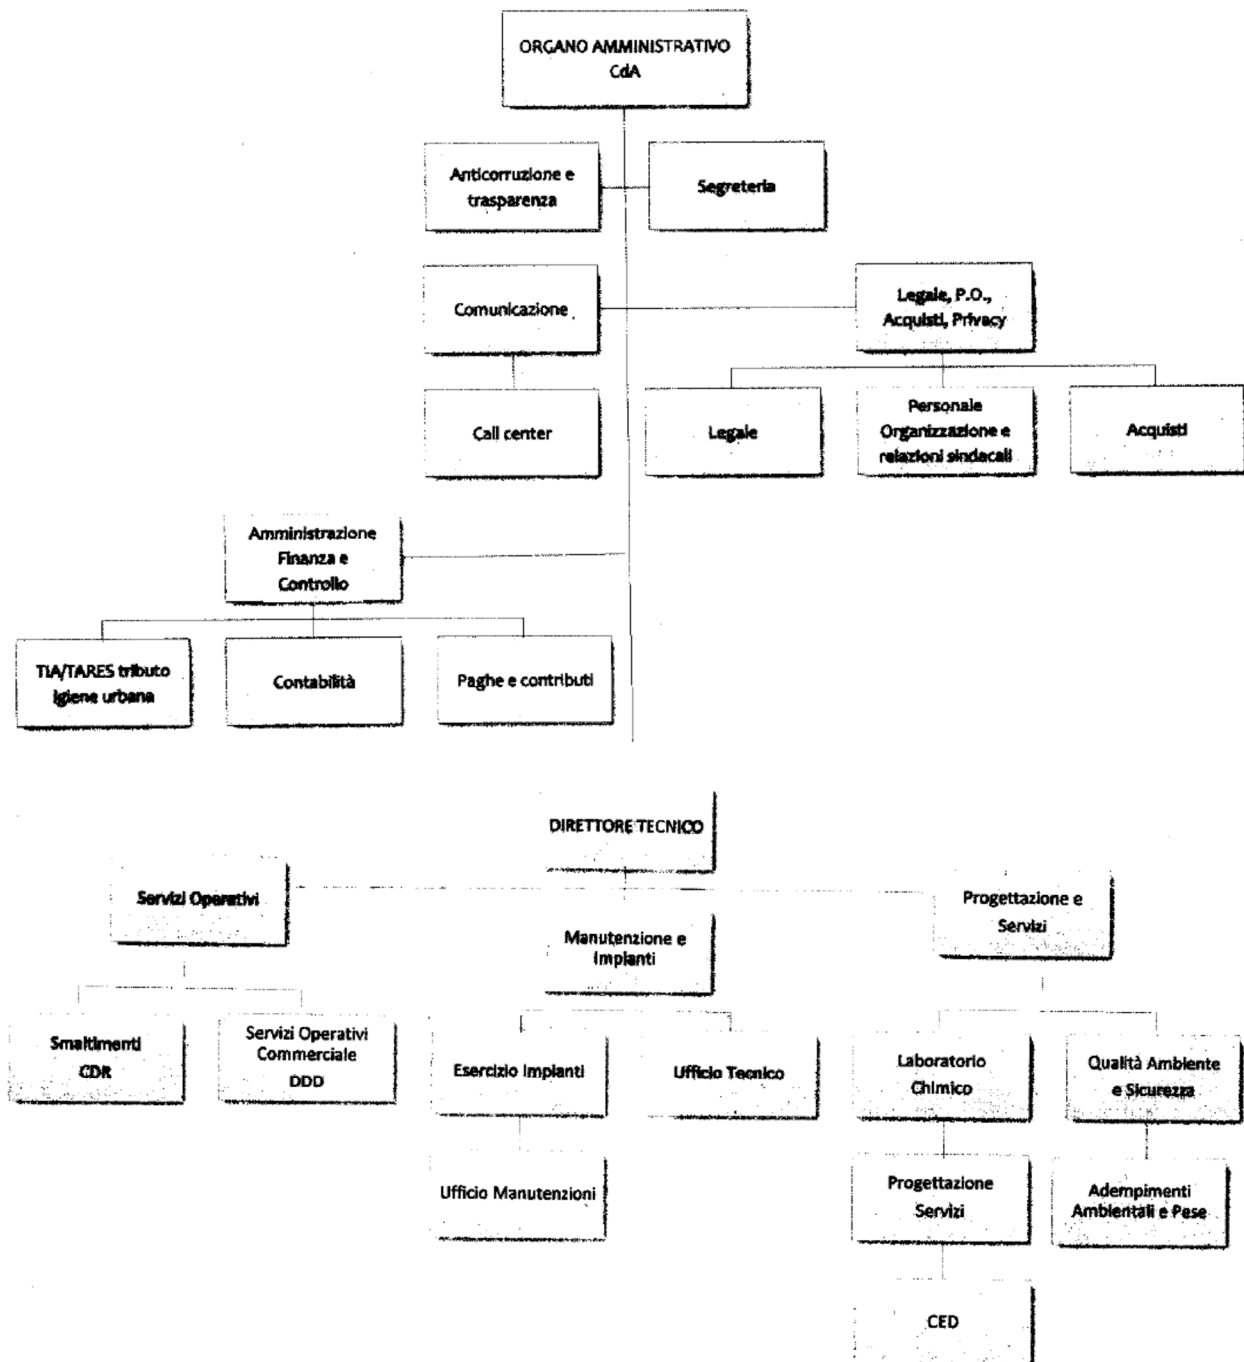 ORGANO AMMINISTRATIVO
CdA
Anticorruzione e
trasparenza
Segreteria
Comunicazione
Legale, P.O.,
Acquisti, Privacy
Call center
Legale
Personale
Organizzazione e
relazioni sindacali
Acquisti
Amministrazione
Finanza e
Controllo
TIA/TARES tributo
igiene urbana
Contabilità
Paghe e contributi
DIRETTORE TECNICO
Servizi Operativi
Manutenzione e
Impianti
Progettazione e
Servizi
Smaltimenti
CDR
Servizi Operativi
Commerciale
DDD
Esercizio Impianti
Ufficio Tecnico
Laboratorio
Chimico
Qualità Ambiente
e Sicurezza
Ufficio Manutenzioni
Progettazione
Servizi
Adempimenti
Ambientali e Pese
CED